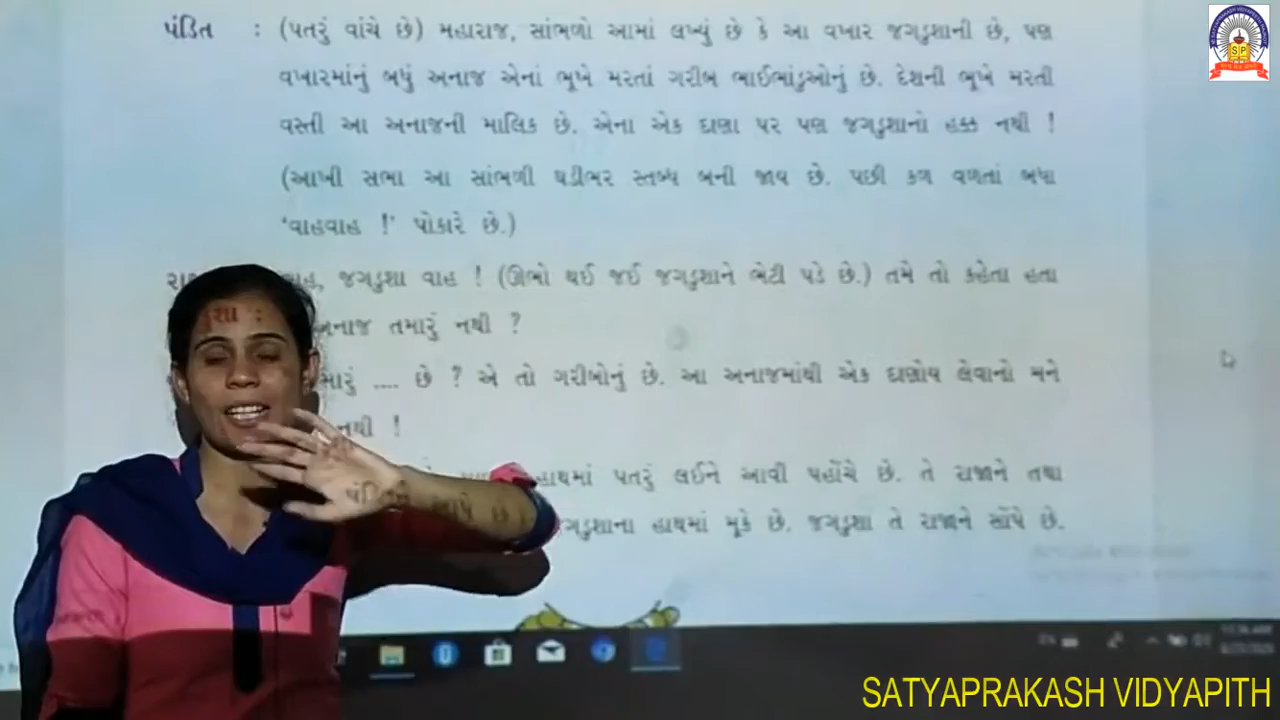 પંડિત : (પતરું વાંચે છે) મહારાજ, સાંભળો આમાં લખ્યું છે કે આ વખાર જગડુશાની છે, પણ
વખારમાંનું બધું અનાજ એનાં ભૂખે મરતાં ગરીબ ભાઈભાંડુઓનું છે. દેશની ભૂખે મરતી
વસ્તી આ અનાજની માલિક છે. એના એક દાણા પર પણ જગડુશાનો હક્ક નથી !
(આખી સભા આ સાંભળી ઘડીભર સ્તબ્ધ બની જાય છે. પછી કળ વળતાં બધા
'વાહવાહ !' પોકારે છે.)
જગડુશા વાહ ! (ઊભો થઈ જઈ જગડુશાને ભેટી પડે છે.) તમે તો કહેતા હતા
અનાજ તમારું નથી ?
શા :
.... છે ? એ તો ગરીબોનું છે. આ અનાજમાંથી એક દાણોય લેવાનો મને
નથી !
હાથમાં પતરું લઈને આવી પહોંચે છે. તે રાજાને તથા
પંડિતને આપે છે જગડુશાના હાથમાં મૂકે છે. જગડુશા તે રાજાને સોંપે છે.
SP
SATYAPRAKASH VIDYAPITH